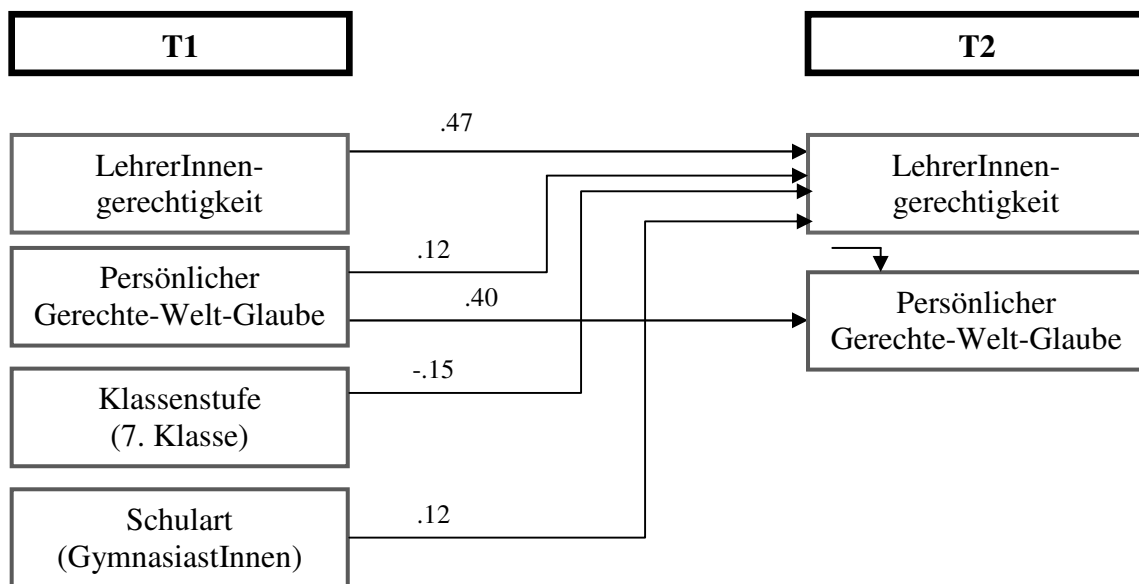 T1
T2
.47
LehrerInnen-
gerechtigkeit
LehrerInnen-
gerechtigkeit
.12
Persönlicher
Gerechte-Welt-Glaube
.40
Persönlicher
Gerechte-Welt-Glaube
-.15
Klassenstufe
(7. Klasse)
.12
Schulart
(GymnasiastInnen)